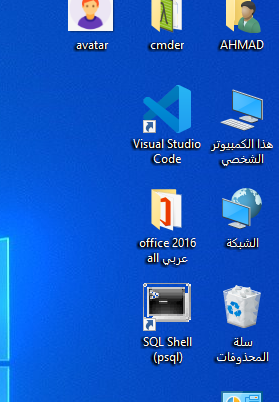 avatar
cmder
AHMAD
Visual Studio
Code
هذا الكمبيوتر
الشخصي
office 2016
عربي all
الشبكة
SQL Shell
(psql)
سلة
المحذوفات